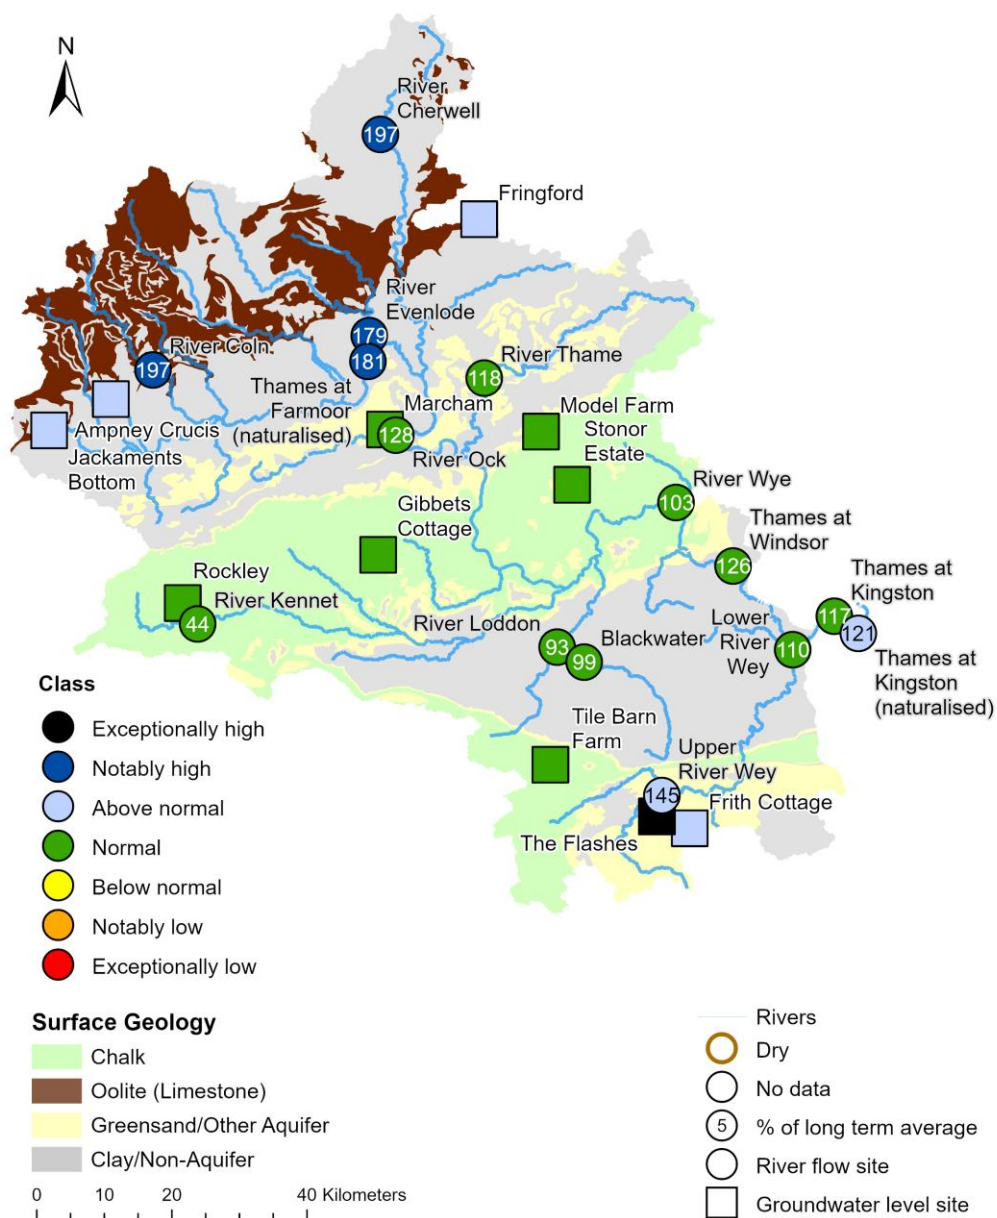 N
River
Cherwell
197
Fringford
River
Evenlode
179
River Coln
181
197
River Thame
118
Thames at
Farmoor
(naturalised)
Marcham
128
River Ock
Model Farm
Stonor
Estate
Ampney Crucis
Jackaments
Bottom
River Wye
103
Gibbets
Cottage
Thames at
Windsor
126
Thames at
Kingston
117
121
Thames at
Kingston
(naturalised)
Rockley
River Kennet
44
River Loddon
93
Blackwater
99
Lower
River
Wey
110
Tile Barn
Farm
Upper
River Wey
145
Frith Cottage
The Flashes
Class
Exceptionally high
Notably high
Above normal
Normal
Below normal
Notably low
Exceptionally low
Surface Geology
Chalk
Oolite (Limestone)
Greensand/Other Aquifer
Clay/Non-Aquifer
0 10 20 40 Kilometers
Rivers
Dry
No data
5 % of long term average
River flow site
Groundwater level site